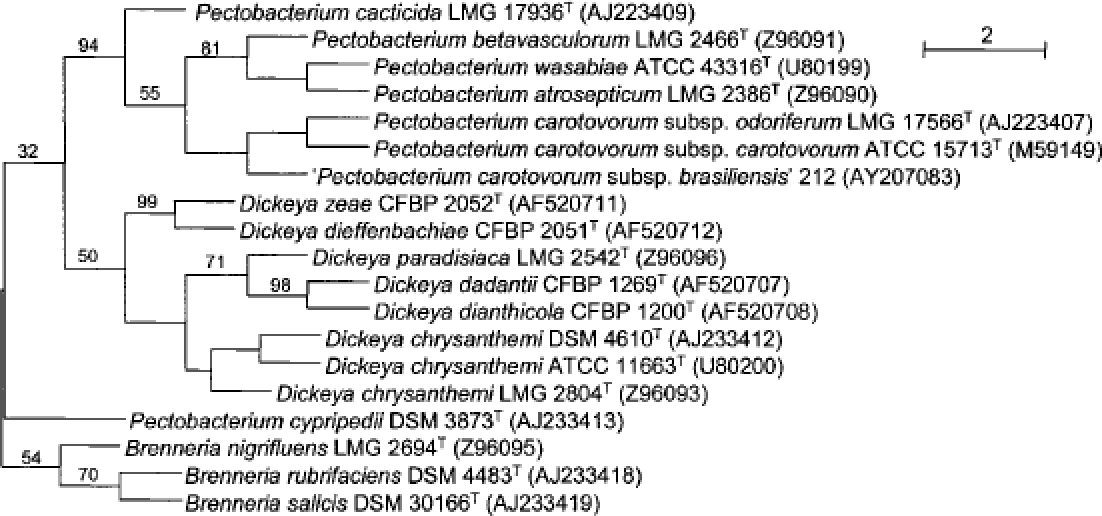 Pectobacterium cacticida LMG 17936T (AJ223409)
94
81
Pectobacterium betavasculorum LMG 2466T (Z96091)
2
Pectobacterium wasabiae ATCC 43316T (U80199)
55
Pectobacterium atrosepticum LMG 2386T (Z96090)
Pectobacterium carotovorum subsp. odoriferum LMG 17566T (AJ223407)
32
Pectobacterium carotovorum subsp. carotovorum ATCC 15713T (M59149)
'Pectobacterium carotovorum subsp. brasiliensis' 212 (AY207083)
99
Dickeya zeae CFBP 2052T (AF520711)
Dickeya dieffenbachiae CFBP 2051T (AF520712)
50
71
Dickeya paradisiaca LMG 2542T (Z96096)
98
Dickeya dadantii CFBP 1269T (AF520707)
Dickeya dianthicola CFBP 1200T (AF520708)
Dickeya chrysanthemi DSM 4610T (AJ233412)
Dickeya chrysanthemi ATCC 11663T (U80200)
Dickeya chrysanthemi LMG 2804T (Z96093)
Pectobacterium cypripedii DSM 3873T (AJ233413)
54
Brenneria nigrifluens LMG 2694T (Z96095)
70
Brenneria rubrifaciens DSM 4483T (AJ233418)
Brenneria salicis DSM 30166T (AJ233419)